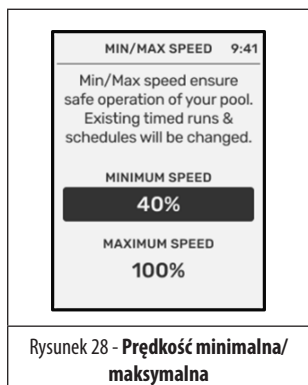 MIN/MAX SPEED 9:41
Min/Max speed ensure
safe operation of your pool.
Existing timed runs &
schedules will be changed.
MINIMUM SPEED
40%
MAXIMUM SPEED
100%
Rysunek 28 - Prędkość minimalna/
maksymalna